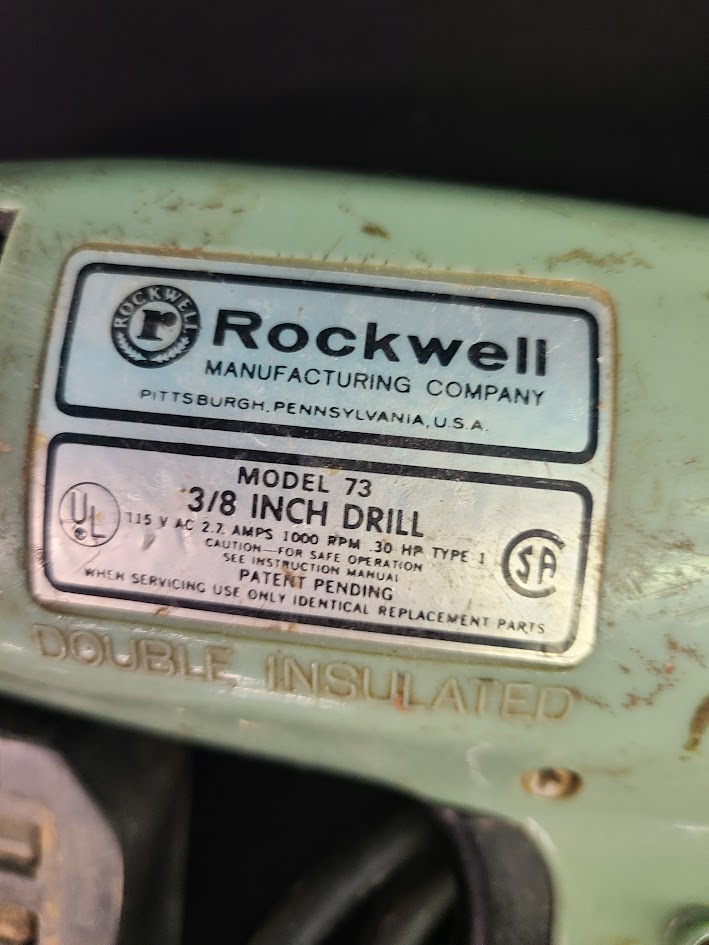 ROCKWELL
r
Rockwell
MANUFACTURING COMPANY
PITTSBURGH, PENNSYLVANIA, U.S.A.
MODEL 73
3/8 INCH DRILL
UL
115 V AC 2.7 AMPS 1000 RPM .30 HP TYPE 1
SA
CAUTION—FOR SAFE OPERATION
SEE INSTRUCTION MANUAL
PATENT PENDING
WHEN SERVICING USE ONLY IDENTICAL REPLACEMENT PARTS
DOUBLE INSULATED